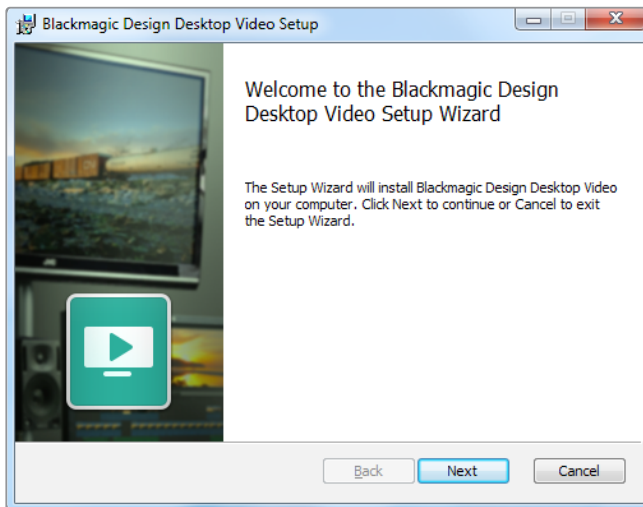 Blackmagic Design Desktop Video Setup
Welcome to the Blackmagic Design
Desktop Video Setup Wizard
The Setup Wizard will install Blackmagic Design Desktop Video
on your computer. Click Next to continue or Cancel to exit
the Setup Wizard.
Back Next Cancel